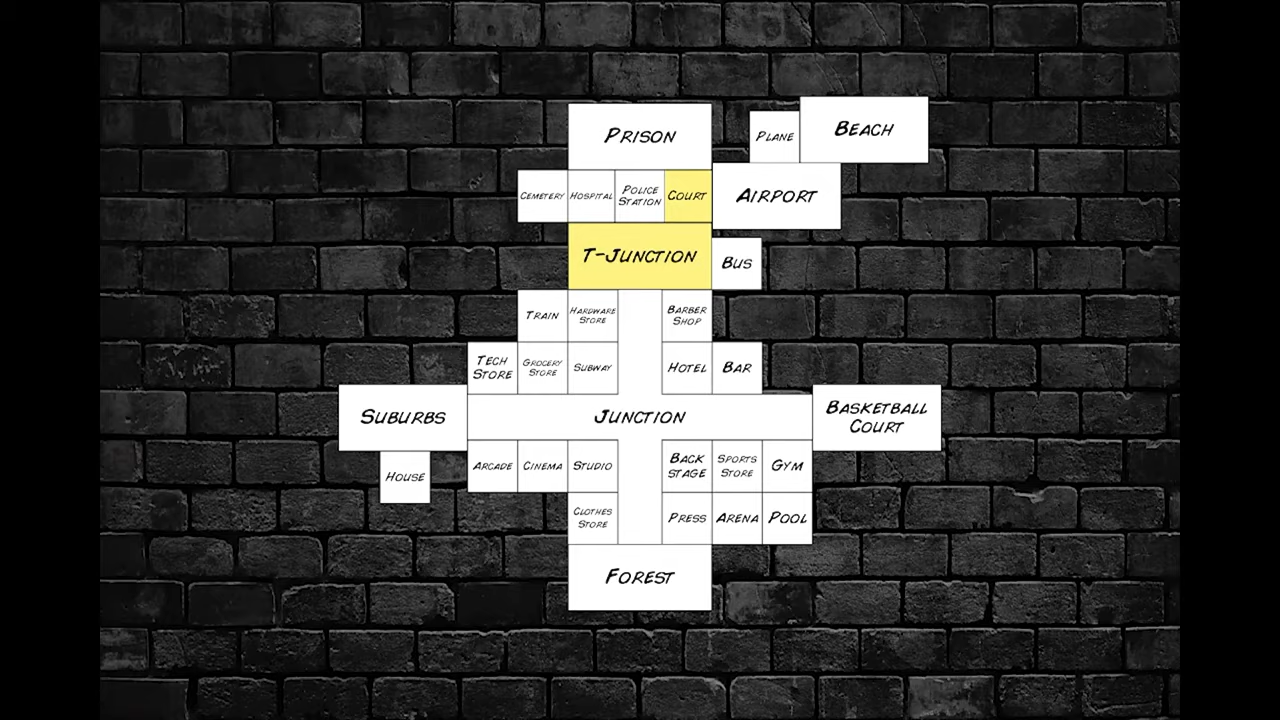 PRISON
PLANE
BEACH
CEMETERY
HOSPITAL
POLICE
STATION
COURT
AIRPORT
T-JUNCTION
BUS
TRAIN
HARDWARE
STORE
BARBER
SHOP
TECH
STORE
GROCERY
STORE
SUBWAY
HOTEL
BAR
SUBURBS
JUNCTION
BASKETBALL
COURT
HOUSE
ARCADE
CINEMA
STUDIO
BACK
STAGE
SPORTS
STORE
GYM
CLOTHES
STORE
PRESS
ARENA
POOL
FOREST